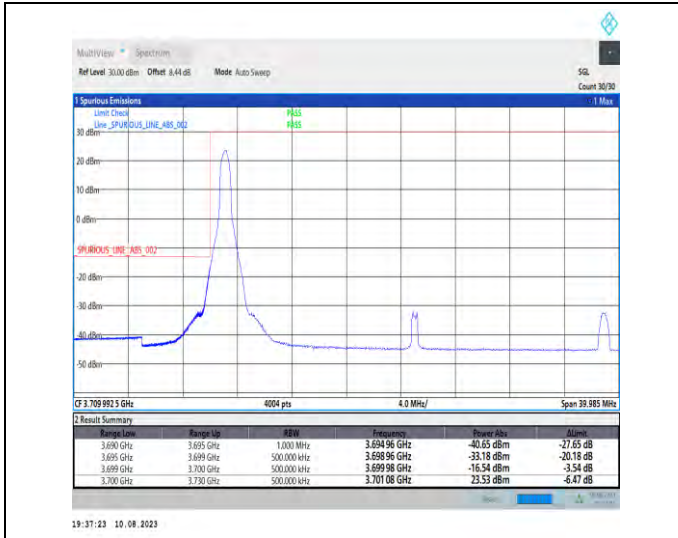 MultiView Spectrum
Ref Level 30.00 dBm Offset 8.44 dB Mode Auto Sweep SGL
Count 30/30
1 Spurious Emissions 1 Max
Limit Check PASS
Line _SPURIOUS_LINE_ABS_002 PASS
30 dBm
20 dBm
10 dBm
0 dBm
_SPURIOUS_LINE_ABS_002
-20 dBm
-30 dBm
-40 dBm
-50 dBm
CF 3.709 992 5 GHz 4004 pts 4.0 MHz/ Span 39.985 MHz
2 Result Summary
Range Low Range Up RBW Frequency Power Abs ΔLimit
3.690 GHz 3.695 GHz 1.000 MHz 3.694 96 GHz -40.65 dBm -27.65 dB
3.695 GHz 3.699 GHz 500.000 kHz 3.698 96 GHz -33.18 dBm -20.18 dB
3.699 GHz 3.700 GHz 500.000 kHz 3.699 98 GHz -16.54 dBm -3.54 dB
3.700 GHz 3.730 GHz 500.000 kHz 3.701 08 GHz 23.53 dBm -6.47 dB
19:37:23 10.08.2023